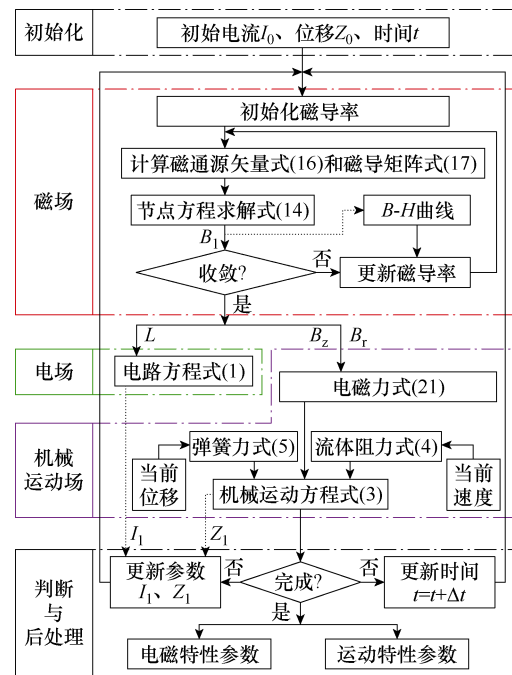 初始化
初始电流I₀、位移Z₀、时间t
磁场
初始化磁导率
计算磁通源矢量式(16)和磁导矩阵式(17)
节点方程求解式(14)
B-H曲线
B₁
收敛?
否
更新磁导率
是
L
B_z
B_r
电场
电路方程式(1)
电磁力式(21)
机械
运动场
弹簧力式(5)
流体阻力式(4)
当前
位移
当前
速度
机械运动方程式(3)
I₁
Z₁
判断
与
后处理
更新参数
I₁、Z₁
否
完成?
否
更新时间
t=t+Δt
是
电磁特性参数
运动特性参数